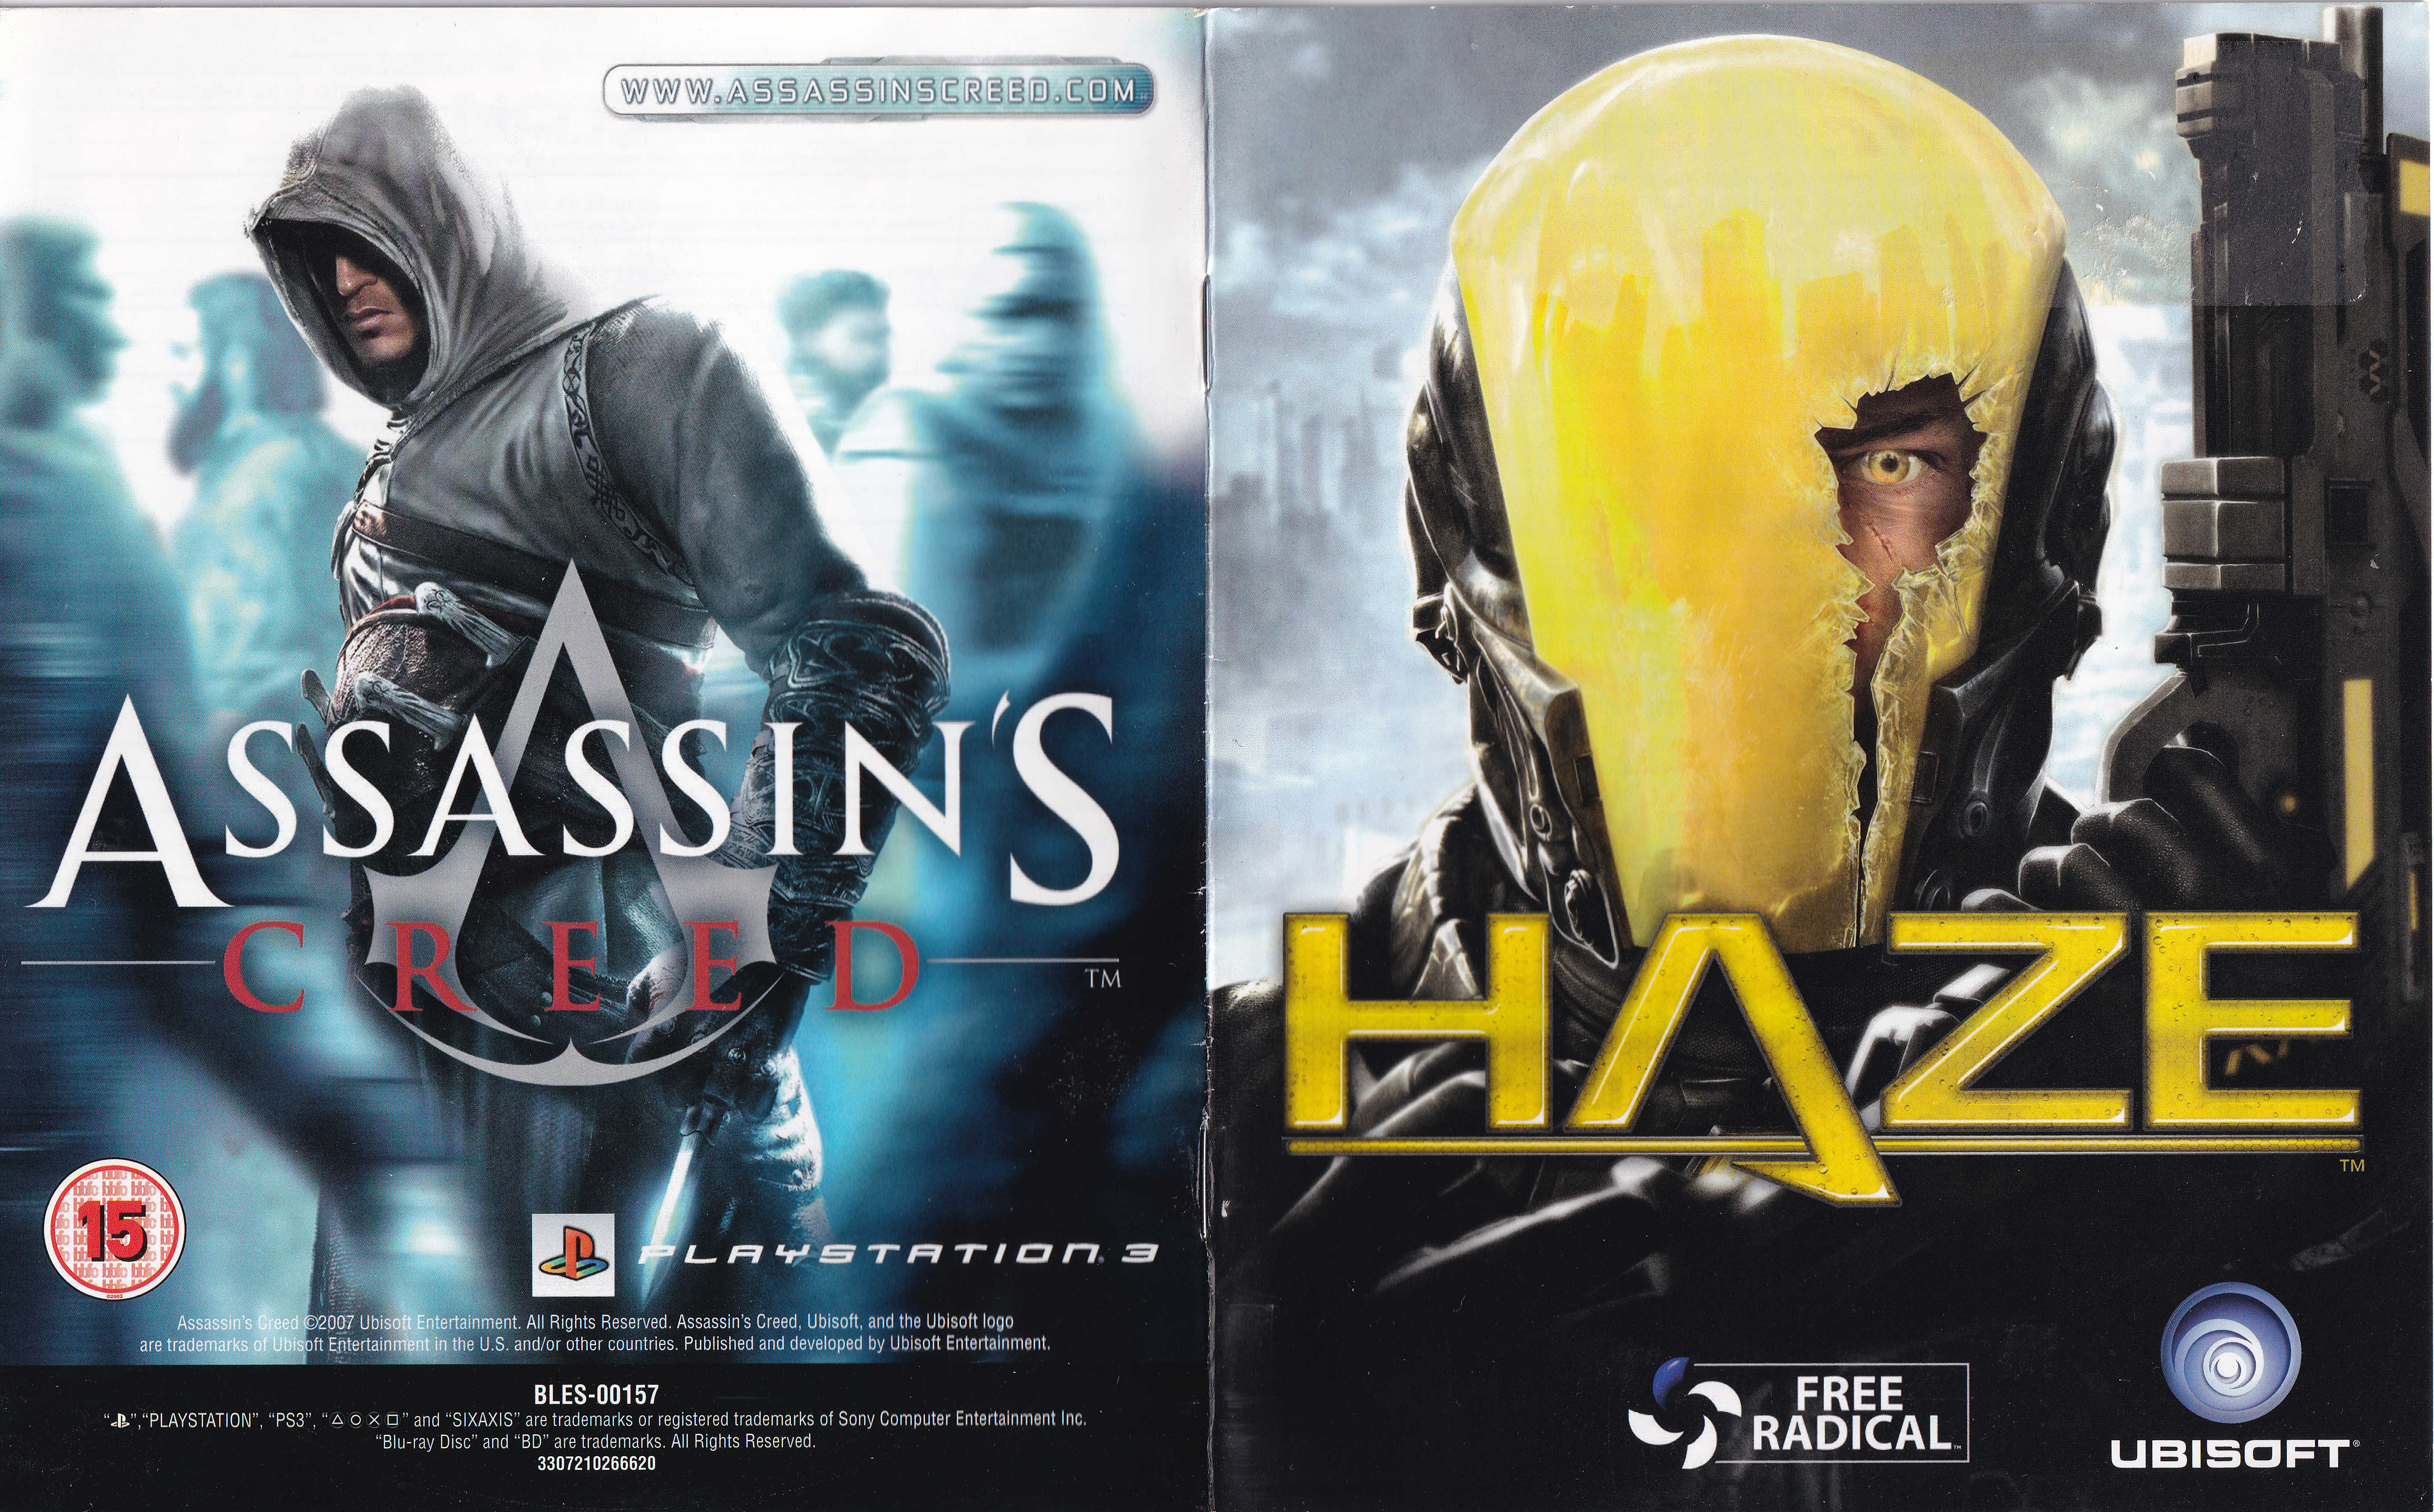 WWW.ASSASSINSCREED.COM
ASSASSIN'S
CREED
TM
15
PLAYSTATION®3
Assassin's Creed ©2007 Ubisoft Entertainment. All Rights Reserved. Assassin's Creed, Ubisoft, and the Ubisoft logo
are trademarks of Ubisoft Entertainment in the U.S. and/or other countries. Published and developed by Ubisoft Entertainment.
BLES-00157
“ ”,“PLAYSTATION”, “PS3”, “△○×□” and “SIXAXIS” are trademarks or registered trademarks of Sony Computer Entertainment Inc.
“Blu-ray Disc” and “BD” are trademarks. All Rights Reserved.
3307210266620
HAZE
TM
FREE
RADICAL™
UBISOFT®